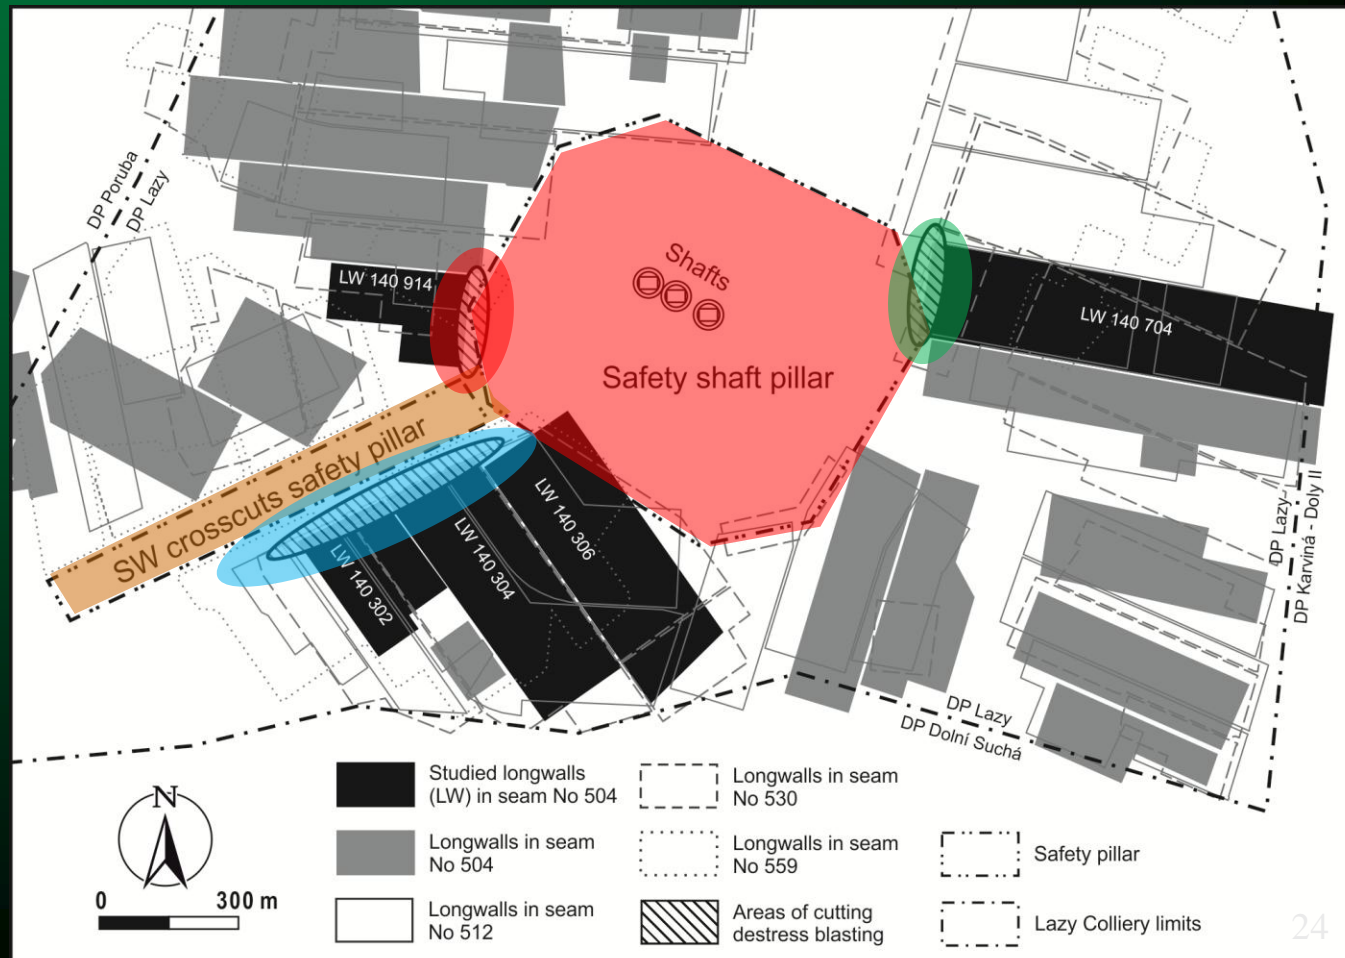 DP Poruba
DP Lazy
LW 140 914
Shafts
Safety shaft pillar
LW 140 704
SW crosscuts safety pillar
LW 140 302
LW 140 304
LW 140 306
DP Lazy
DP Karviná - Doly II
DP Lazy
DP Dolní Suchá
N
0 300 m
Studied longwalls
(LW) in seam No 504
Longwalls in seam
No 504
Longwalls in seam
No 512
Longwalls in seam
No 530
Longwalls in seam
No 559
Areas of cutting
destress blasting
Safety pillar
Lazy Colliery limits
24